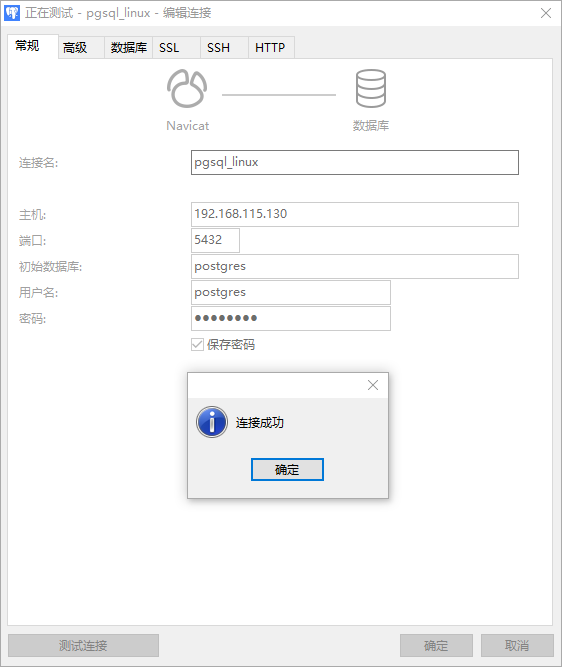 正在测试 - pgsql_linux - 编辑连接
常规 高级 数据库 SSL SSH HTTP
Navicat 数据库
连接名: pgsql_linux
主机: 192.168.115.130
端口: 5432
初始数据库: postgres
用户名: postgres
密码: ●●●●●●●●
保存密码
连接成功
确定
测试连接 确定 取消